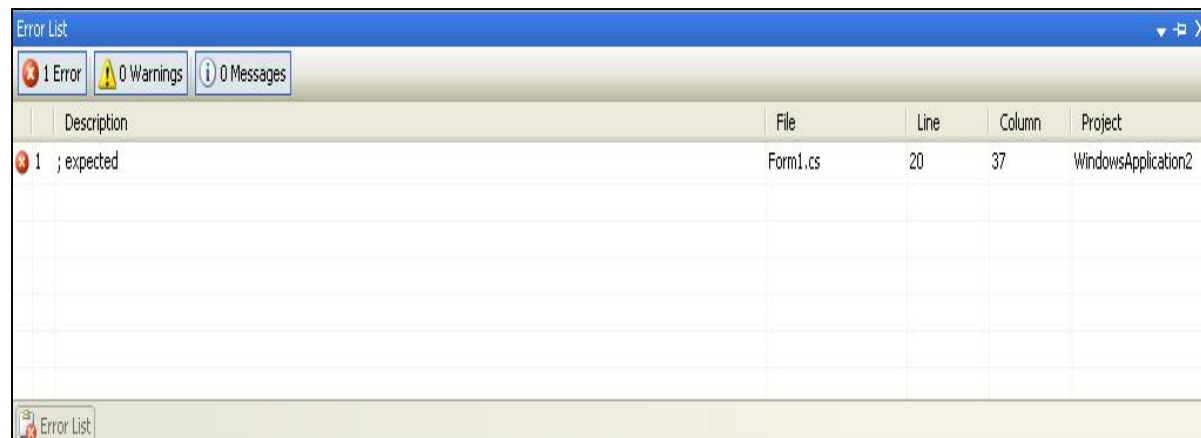 Error List
1 Error 0 Warnings 0 Messages
Description File Line Column Project
1 ; expected Form1.cs 20 37 WindowsApplication2
Error List